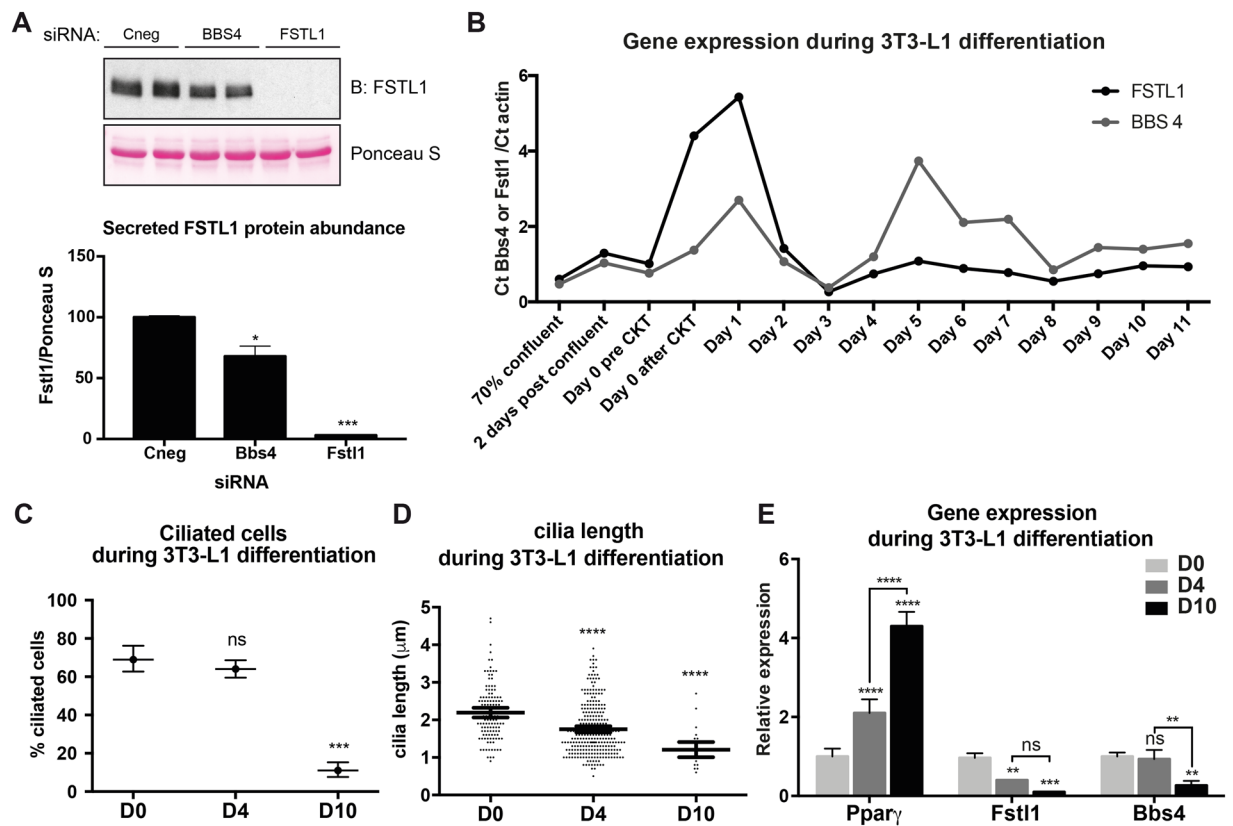 A
siRNA: Cneg BBS4 FSTL1
B: FSTL1
Ponceau S
Secreted FSTL1 protein abundance
Fstl1/Ponceau S
150
100
50
0
*
***
Cneg Bbs4 Fstl1
siRNA
B
Gene expression during 3T3-L1 differentiation
Ct Bbs4 or Fstl1 /Ct actin
6
4
2
0
FSTL1
BBS 4
70% confluent
2 days post confluent
Day 0 pre CKT
Day 0 after CKT
Day 1
Day 2
Day 3
Day 4
Day 5
Day 6
Day 7
Day 8
Day 9
Day 10
Day 11
C
Ciliated cells
during 3T3-L1 differentiation
% ciliated cells
100
80
60
40
20
0
ns
***
D0 D4 D10
D
cilia length
during 3T3-L1 differentiation
cilia length (μm)
5
4
3
2
1
0
****
****
D0 D4 D10
E
Gene expression
during 3T3-L1 differentiation
Relative expression
6
4
2
0
D0
D4
D10
****
****
****
ns
**
***
**
ns
**
Pparγ Fstl1 Bbs4